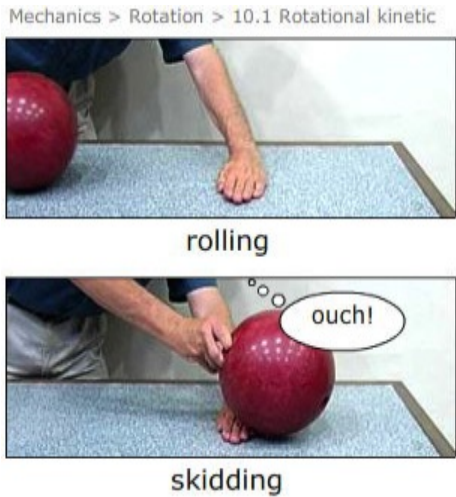 Mechanics > Rotation > 10.1 Rotational kinetic
rolling
ouch!
skidding